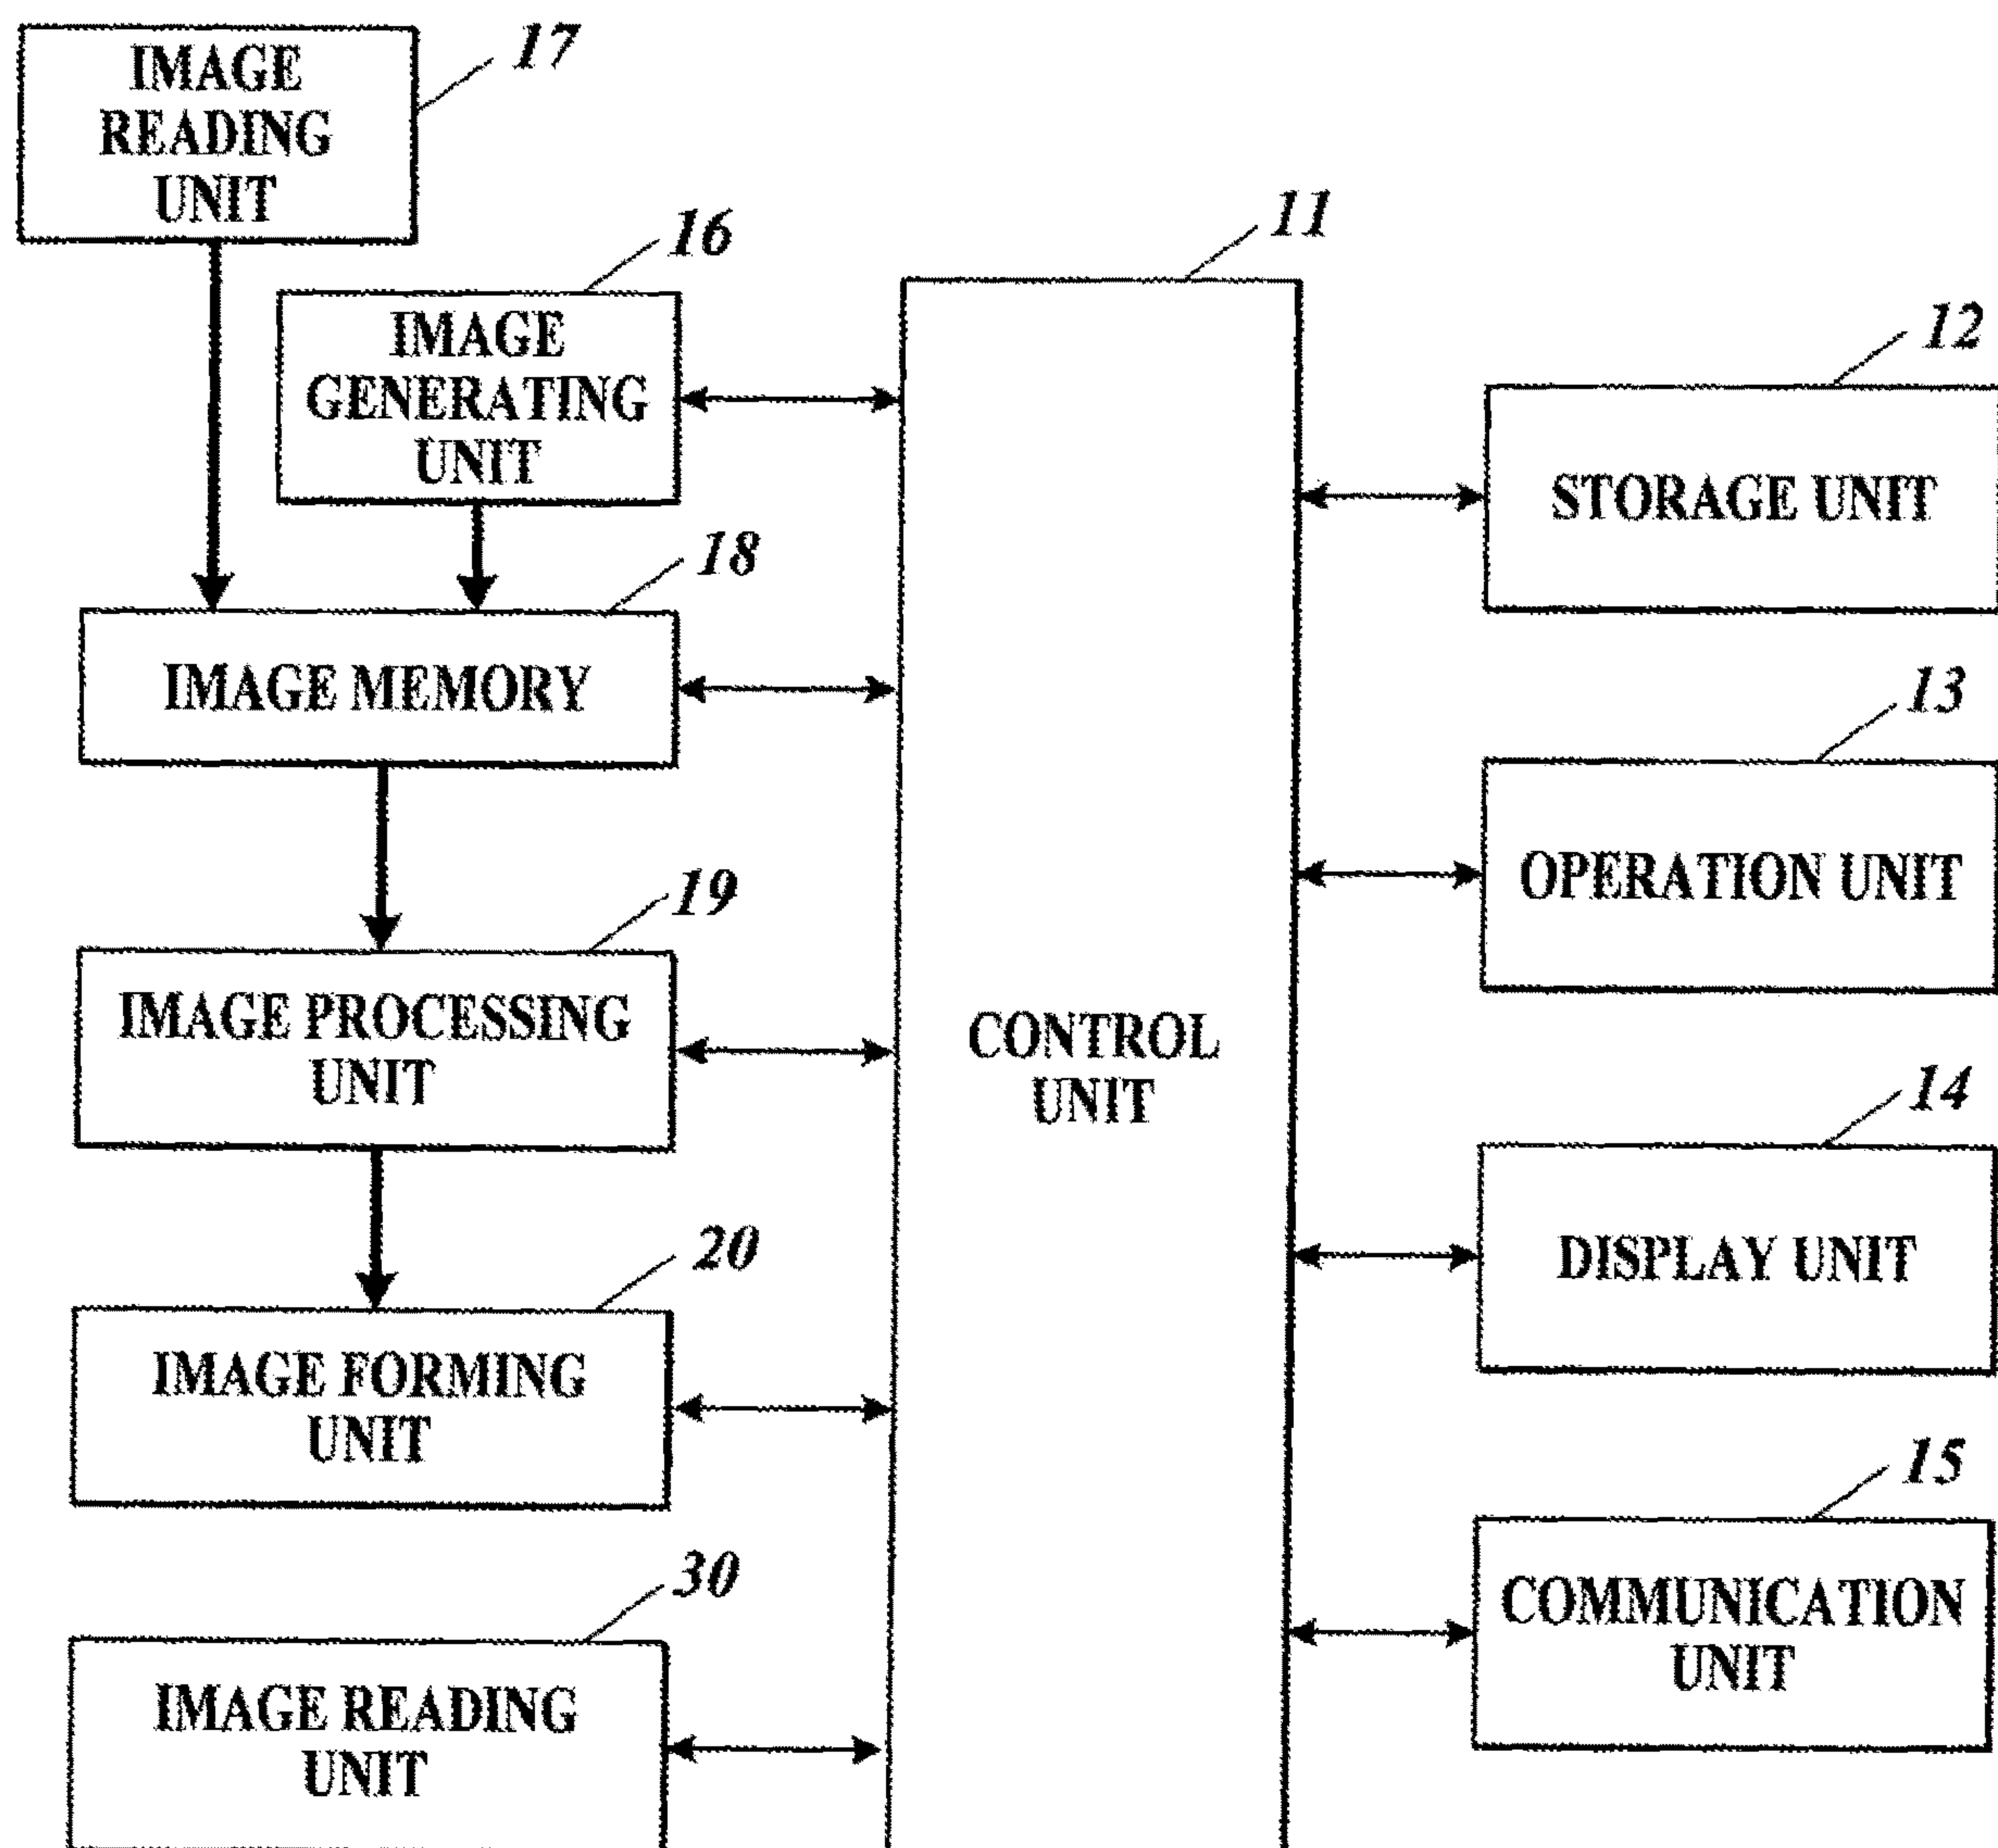 17
IMAGE
READING
UNIT
16
IMAGE
GENERATING
UNIT
18
IMAGE MEMORY
19
IMAGE PROCESSING
UNIT
20
IMAGE FORMING
UNIT
30
IMAGE READING
UNIT
11
CONTROL
UNIT
12
STORAGE UNIT
13
OPERATION UNIT
14
DISPLAY UNIT
15
COMMUNICATION
UNIT